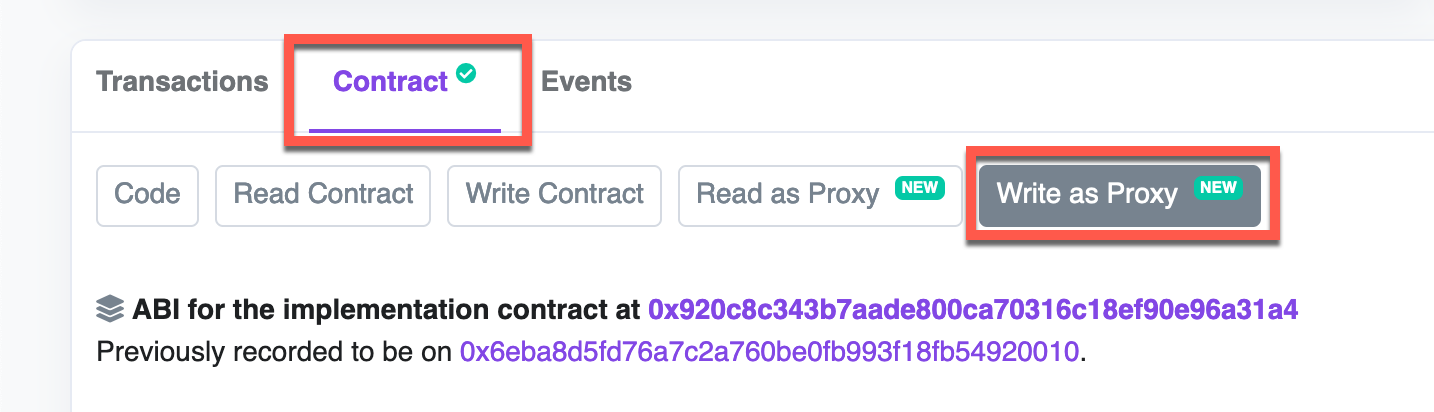 Transactions Contract Events
Code Read Contract Write Contract Read as Proxy NEW Write as Proxy NEW
ABI for the implementation contract at 0x920c8c343b7aade800ca70316c18ef90e96a31a4
Previously recorded to be on 0x6eba8d5fd76a7c2a760be0fb993f18fb54920010.